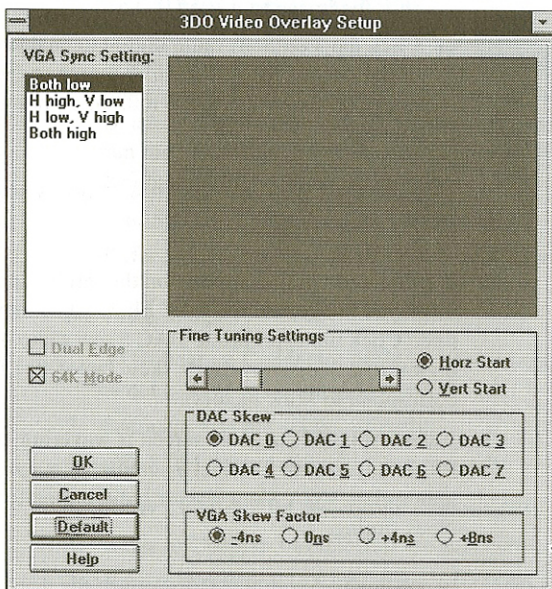 3DO Video Overlay Setup
VGA Sync Setting:
Both low
H high, V low
H low, V high
Both high
Dual Edge
64K Mode
OK
Cancel
Default
Help
Fine Tuning Settings
Horz Start
Vert Start
DAC Skew
DAC 0 DAC 1 DAC 2 DAC 3
DAC 4 DAC 5 DAC 6 DAC 7
VGA Skew Factor
-4ns 0ns +4ns +8ns